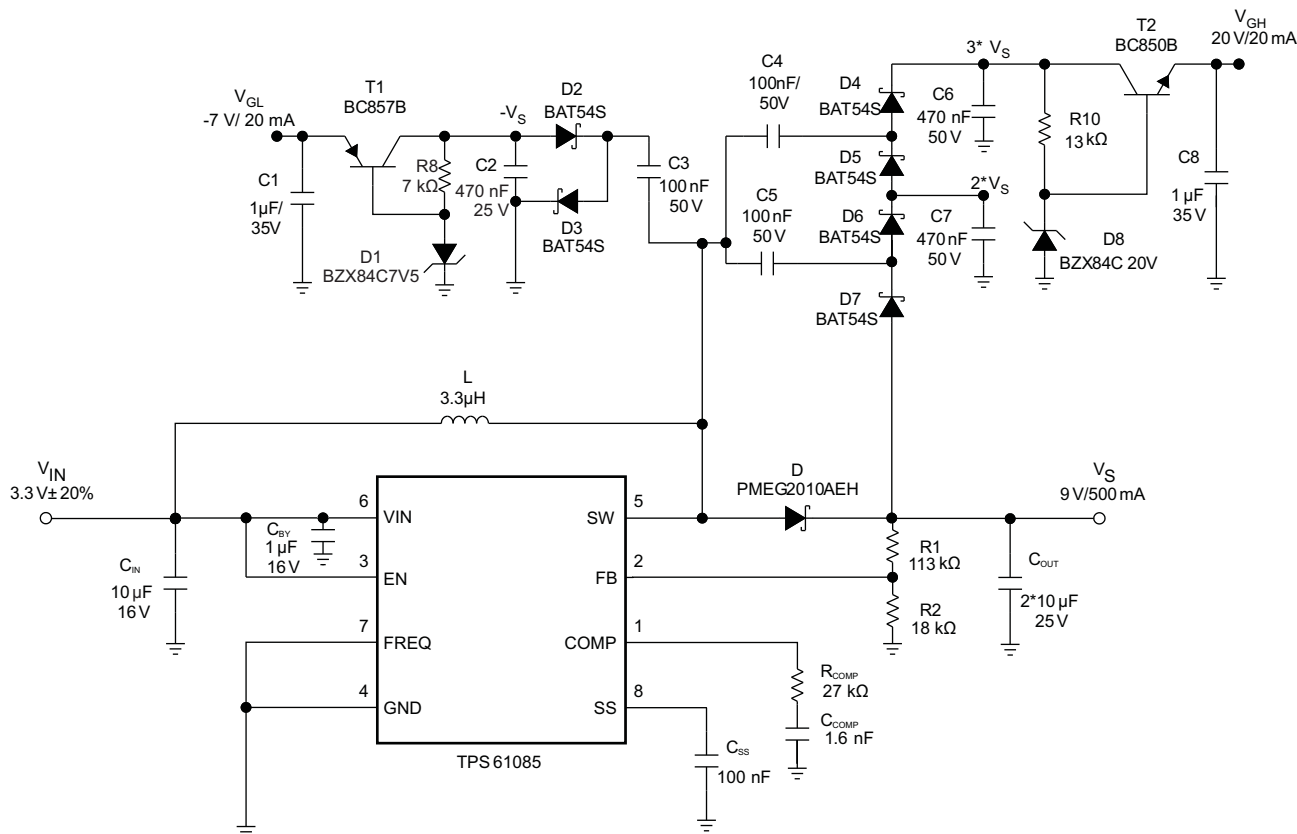 T2
BC850B
V_GH
20 V/20 mA
3* V_S
C4
100nF/
50V
D4
BAT54S
C6
470 nF
50 V
R10
13 kΩ
C8
1 µF
35 V
T1
BC857B
V_GL
-7 V/ 20 mA
C1
1µF/
35V
R8
7 kΩ
-V_S
C2
470 nF
25 V
D2
BAT54S
D3
BAT54S
C3
100 nF
50 V
D5
BAT54S
2*V_S
C5
100 nF
50 V
D6
BAT54S
C7
470 nF
50 V
D8
BZX84C 20V
D1
BZX84C7V5
D7
BAT54S
L
3.3µH
V_IN
3.3 V± 20%
C_IN
10 µF
16 V
C_BY
1 µF
16 V
6
VIN
3
EN
7
FREQ
4
GND
5
SW
2
FB
1
COMP
8
SS
TPS61085
D
PMEG2010AEH
V_S
9 V/500 mA
R1
113 kΩ
R2
18 kΩ
C_OUT
2*10 µF
25 V
R_COMP
27 kΩ
C_COMP
1.6 nF
C_SS
100 nF